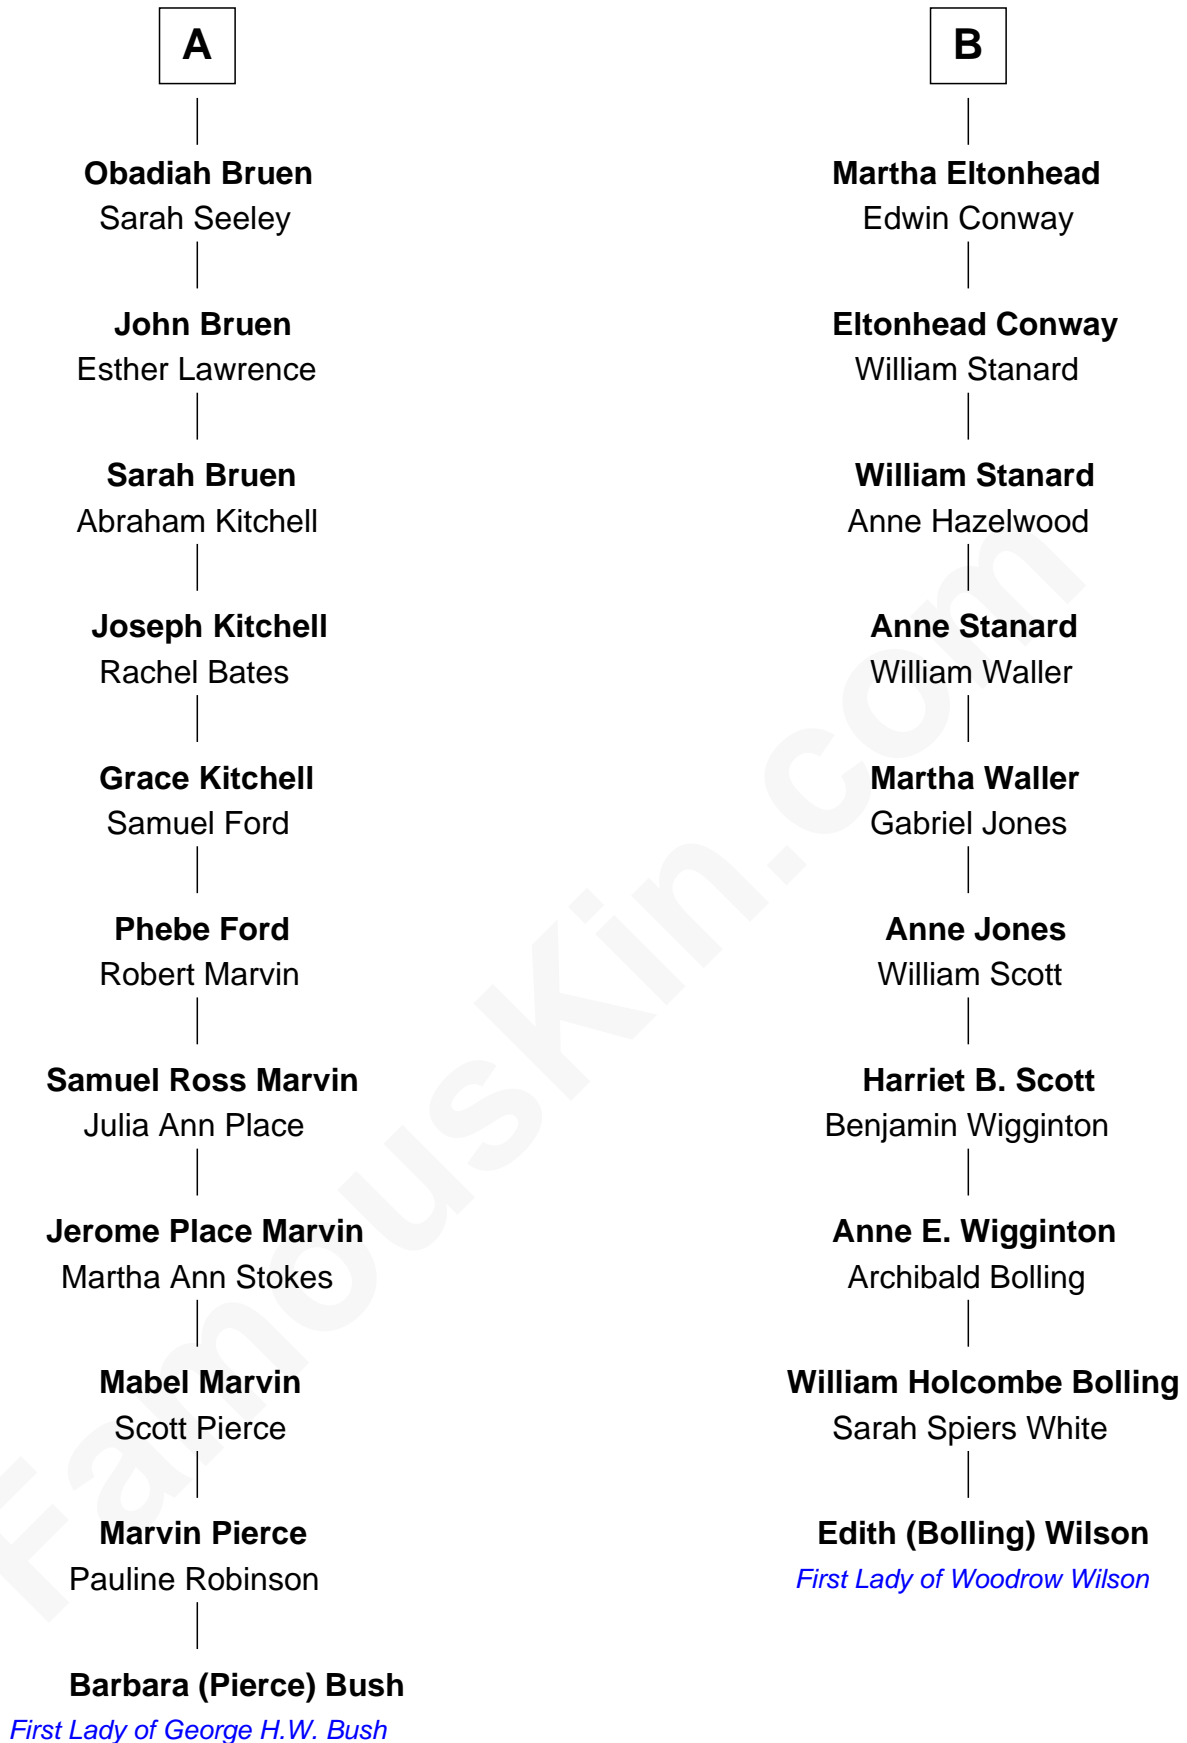 A
Obadiah Bruen
Sarah Seeley
John Bruen
Esther Lawrence
Sarah Bruen
Abraham Kitchell
Joseph Kitchell
Rachel Bates
Grace Kitchell
Samuel Ford
Phebe Ford
Robert Marvin
Samuel Ross Marvin
Julia Ann Place
Jerome Place Marvin
Martha Ann Stokes
Mabel Marvin
Scott Pierce
Marvin Pierce
Pauline Robinson
Barbara (Pierce) Bush
First Lady of George H.W. Bush
B
Martha Eltonhead
Edwin Conway
Eltonhead Conway
William Stanard
William Stanard
Anne Hazelwood
Anne Stanard
William Waller
Martha Waller
Gabriel Jones
Anne Jones
William Scott
Harriet B. Scott
Benjamin Wigginton
Anne E. Wigginton
Archibald Bolling
William Holcombe Bolling
Sarah Spiers White
Edith (Bolling) Wilson
First Lady of Woodrow Wilson
FamousKin.com